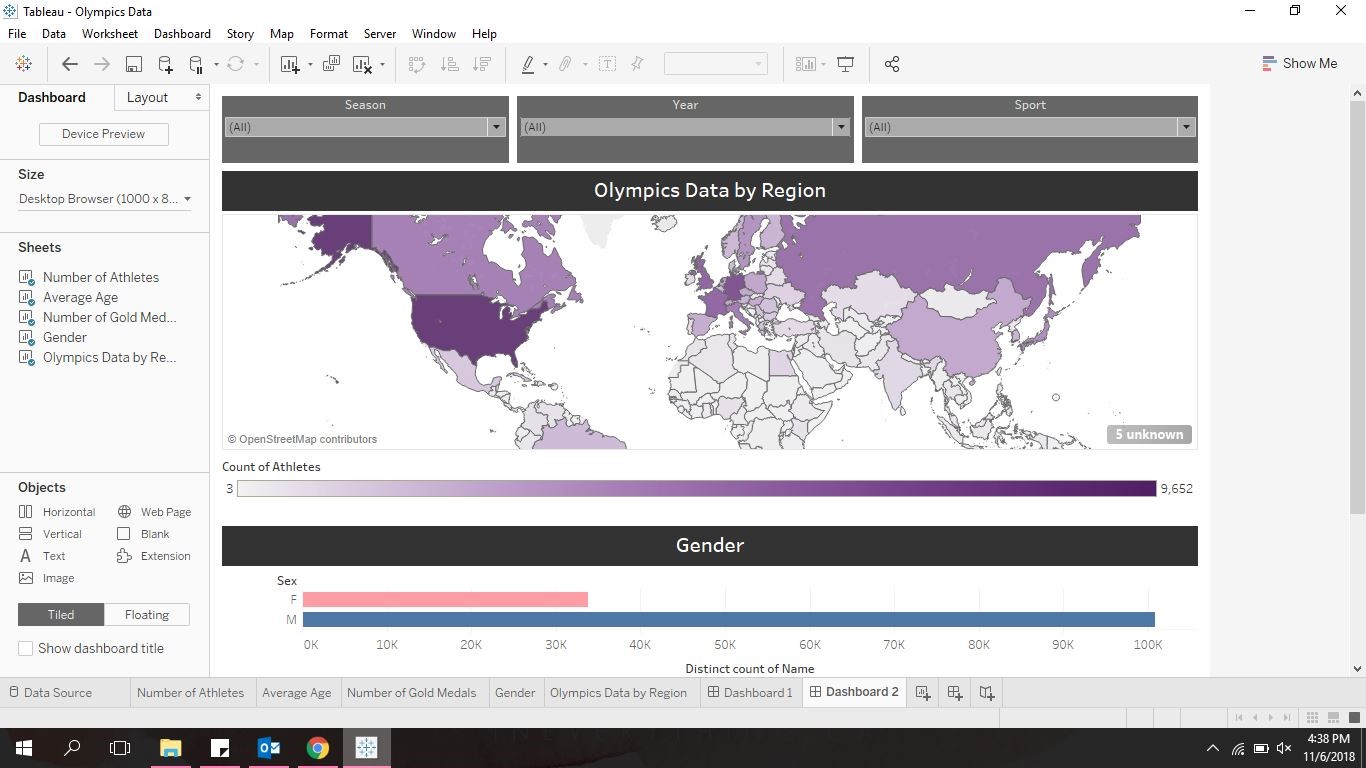 Tableau - Olympics Data
File Data Worksheet Dashboard Story Map Format Server Window Help
Show Me
Dashboard Layout
Device Preview
Size
Desktop Browser (1000 x 8...
Sheets
Number of Athletes
Average Age
Number of Gold Med...
Gender
Olympics Data by Re...
Objects
Horizontal Web Page
Vertical Blank
A Text Extension
Image
Tiled Floating
Show dashboard title
Season Year Sport
(All) (All) (All)
Olympics Data by Region
© OpenStreetMap contributors
5 unknown
Count of Athletes
3 9,652
Gender
Sex
F
M
0K 10K 20K 30K 40K 50K 60K 70K 80K 90K 100K
Distinct count of Name
Data Source Number of Athletes Average Age Number of Gold Medals Gender Olympics Data by Region Dashboard 1 Dashboard 2
4:38 PM
11/6/2018